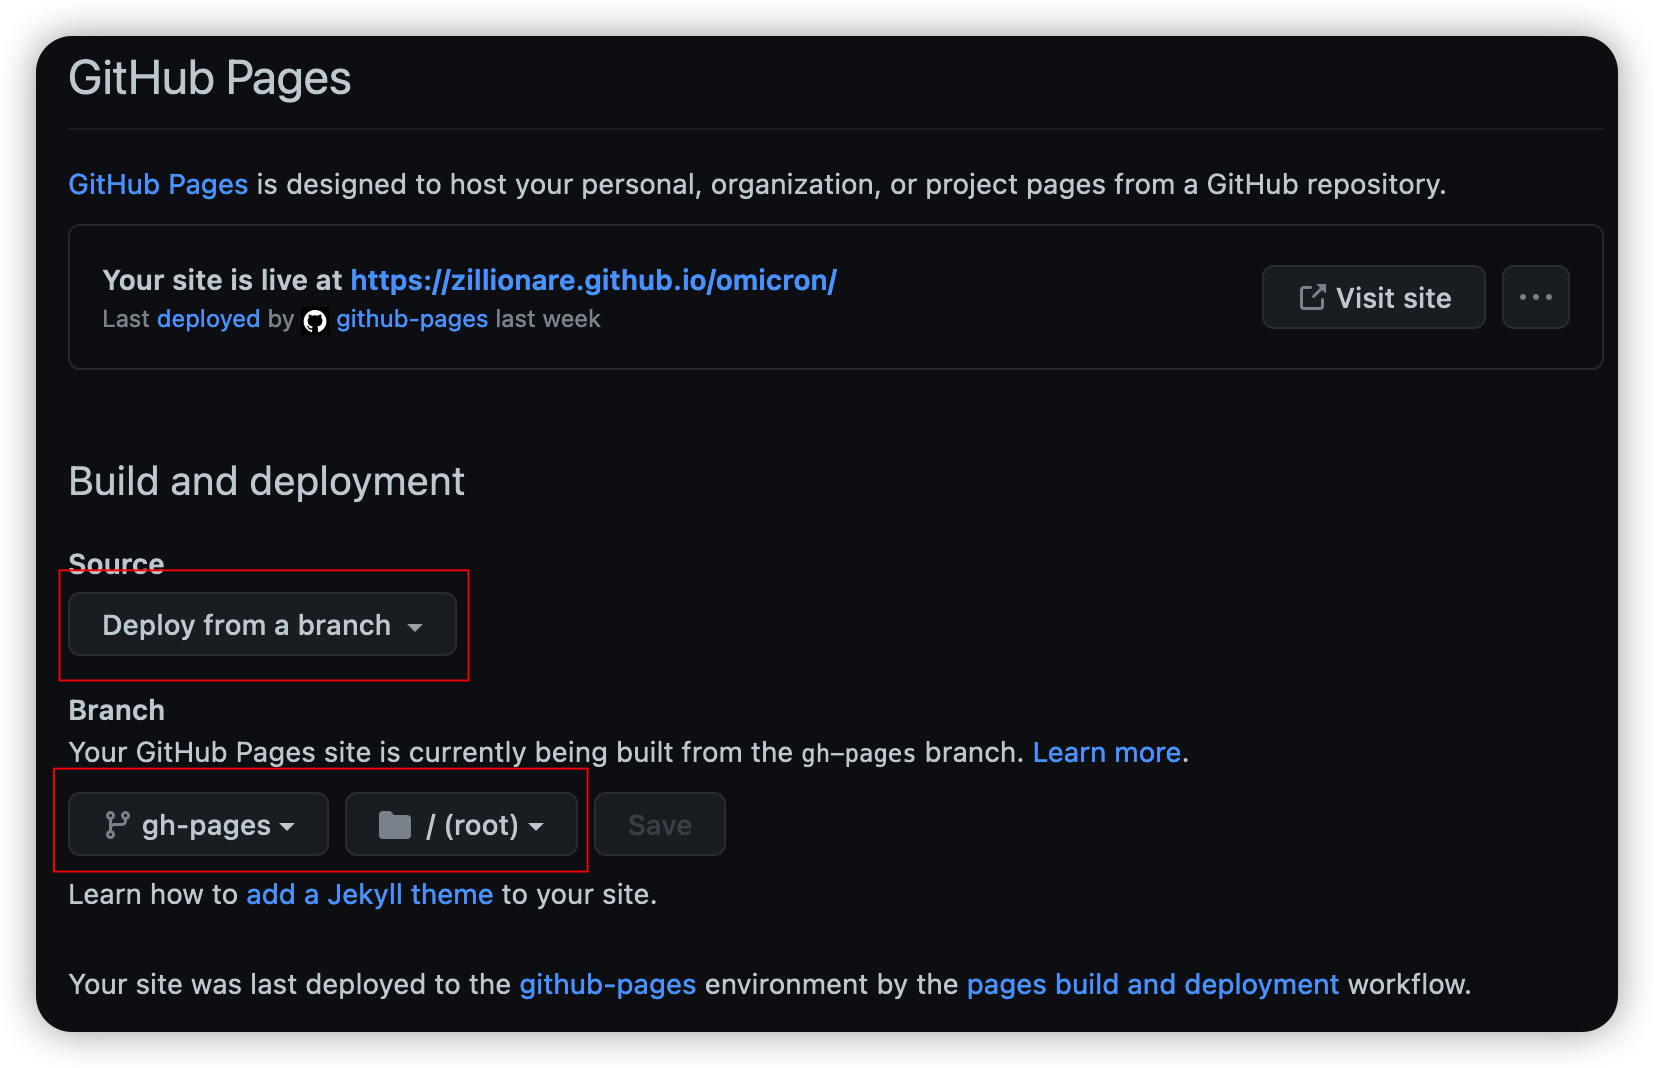 GitHub Pages
GitHub Pages is designed to host your personal, organization, or project pages from a GitHub repository.
Your site is live at https://zillionare.github.io/omicron/
Last deployed by github-pages last week
Visit site
Build and deployment
Source
Deploy from a branch
Branch
Your GitHub Pages site is currently being built from the gh-pages branch. Learn more.
gh-pages / (root) Save
Learn how to add a Jekyll theme to your site.
Your site was last deployed to the github-pages environment by the pages build and deployment workflow.